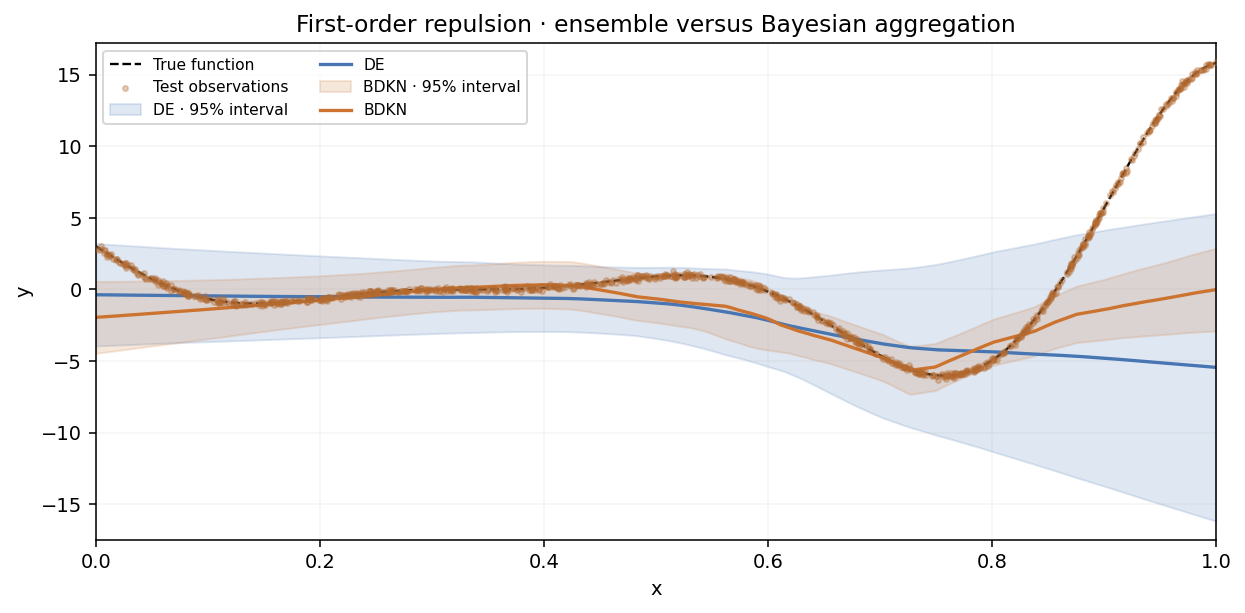 First-order repulsion · ensemble versus Bayesian aggregation
True function
Test observations
DE · 95% interval
DE
BDKN · 95% interval
BDKN
y
15
10
5
0
−5
−10
−15
0.0 0.2 0.4 0.6 0.8 1.0
x